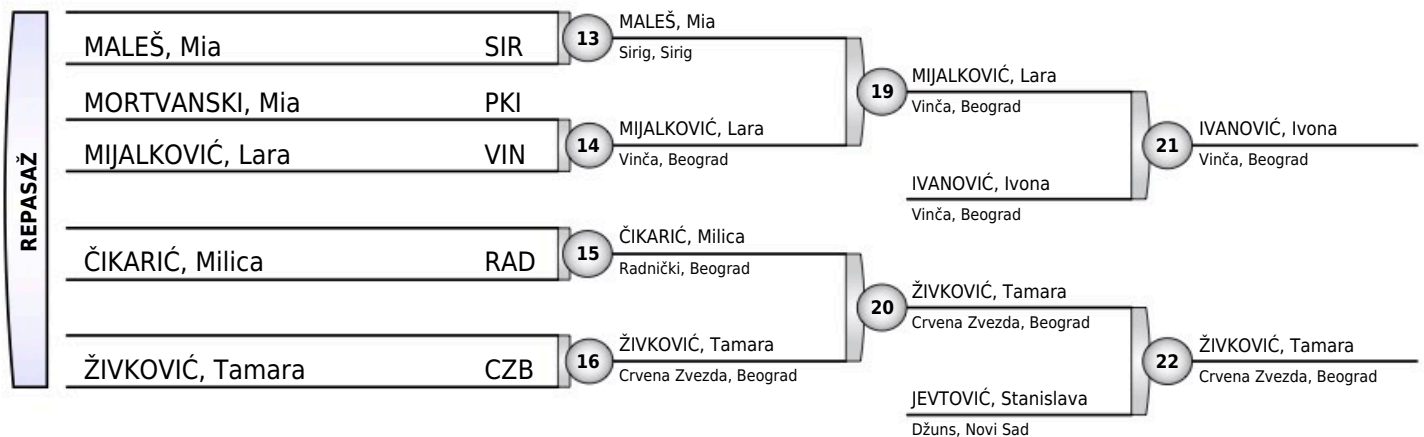 REPASAŽ
MALEŠ, Mia SIR
MORTVANSKI, Mia PKI
MIJALKOVIĆ, Lara VIN
ČIKARIĆ, Milica RAD
ŽIVKOVIĆ, Tamara CZB
13
MALEŠ, Mia
Sirig, Sirig
14
MIJALKOVIĆ, Lara
Vinča, Beograd
15
ČIKARIĆ, Milica
Radnički, Beograd
16
ŽIVKOVIĆ, Tamara
Crvena Zvezda, Beograd
19
MIJALKOVIĆ, Lara
Vinča, Beograd
IVANOVIĆ, Ivona
Vinča, Beograd
20
ŽIVKOVIĆ, Tamara
Crvena Zvezda, Beograd
JEVTOVIĆ, Stanislava
Džuns, Novi Sad
21
IVANOVIĆ, Ivona
Vinča, Beograd
22
ŽIVKOVIĆ, Tamara
Crvena Zvezda, Beograd